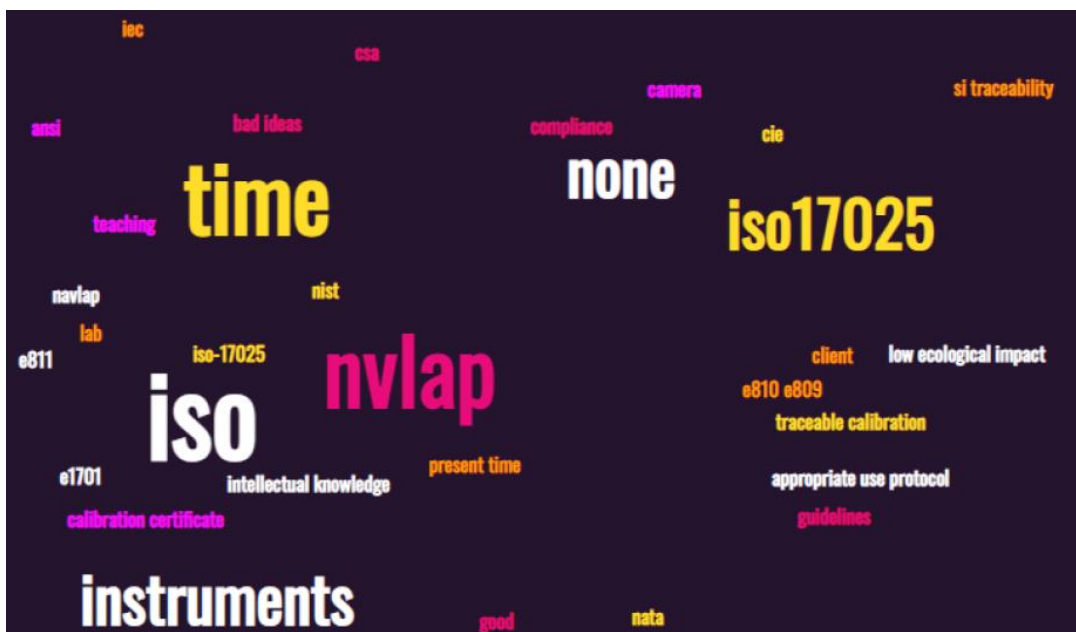 iec
csa
camera
si traceability
ansi
bad ideas
compliance
cie
time
none
teaching
iso17025
navlap
nist
lab
e811
iso-17025
nvlap
client
low ecological impact
iso
e810 e809
traceable calibration
present time
e1701
intellectual knowledge
appropriate use protocol
calibration certificate
guidelines
instruments
good
nata